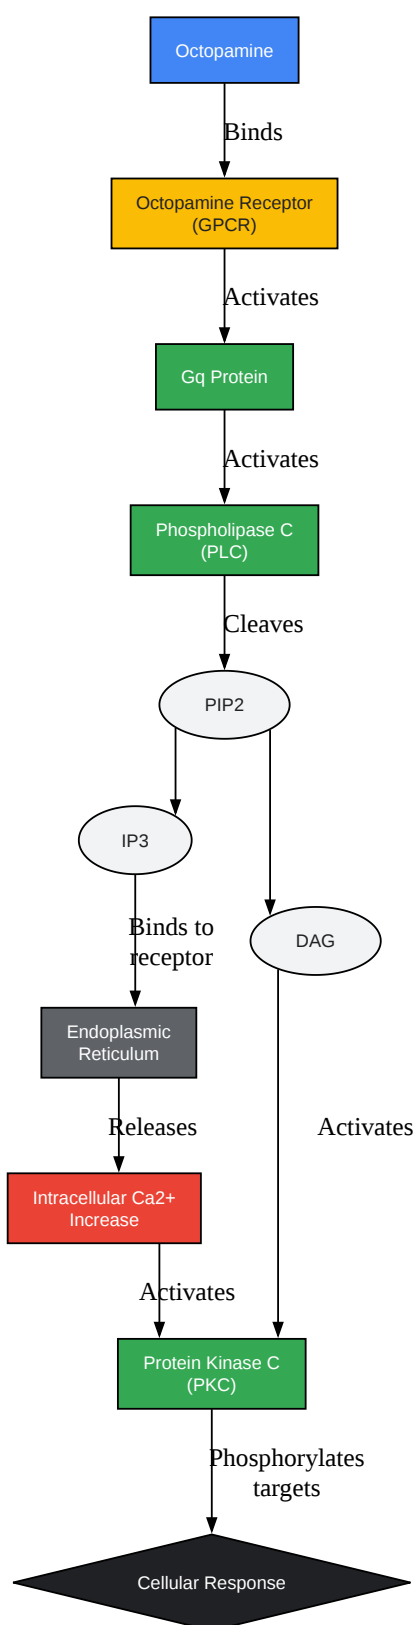 Octopamine
Binds
Octopamine Receptor
(GPCR)
Activates
Gq Protein
Activates
Phospholipase C
(PLC)
Cleaves
PIP2
IP3
DAG
Binds to
receptor
Endoplasmic
Reticulum
Releases
Activates
Intracellular Ca2+
Increase
Activates
Protein Kinase C
(PKC)
Phosphorylates
targets
Cellular Response